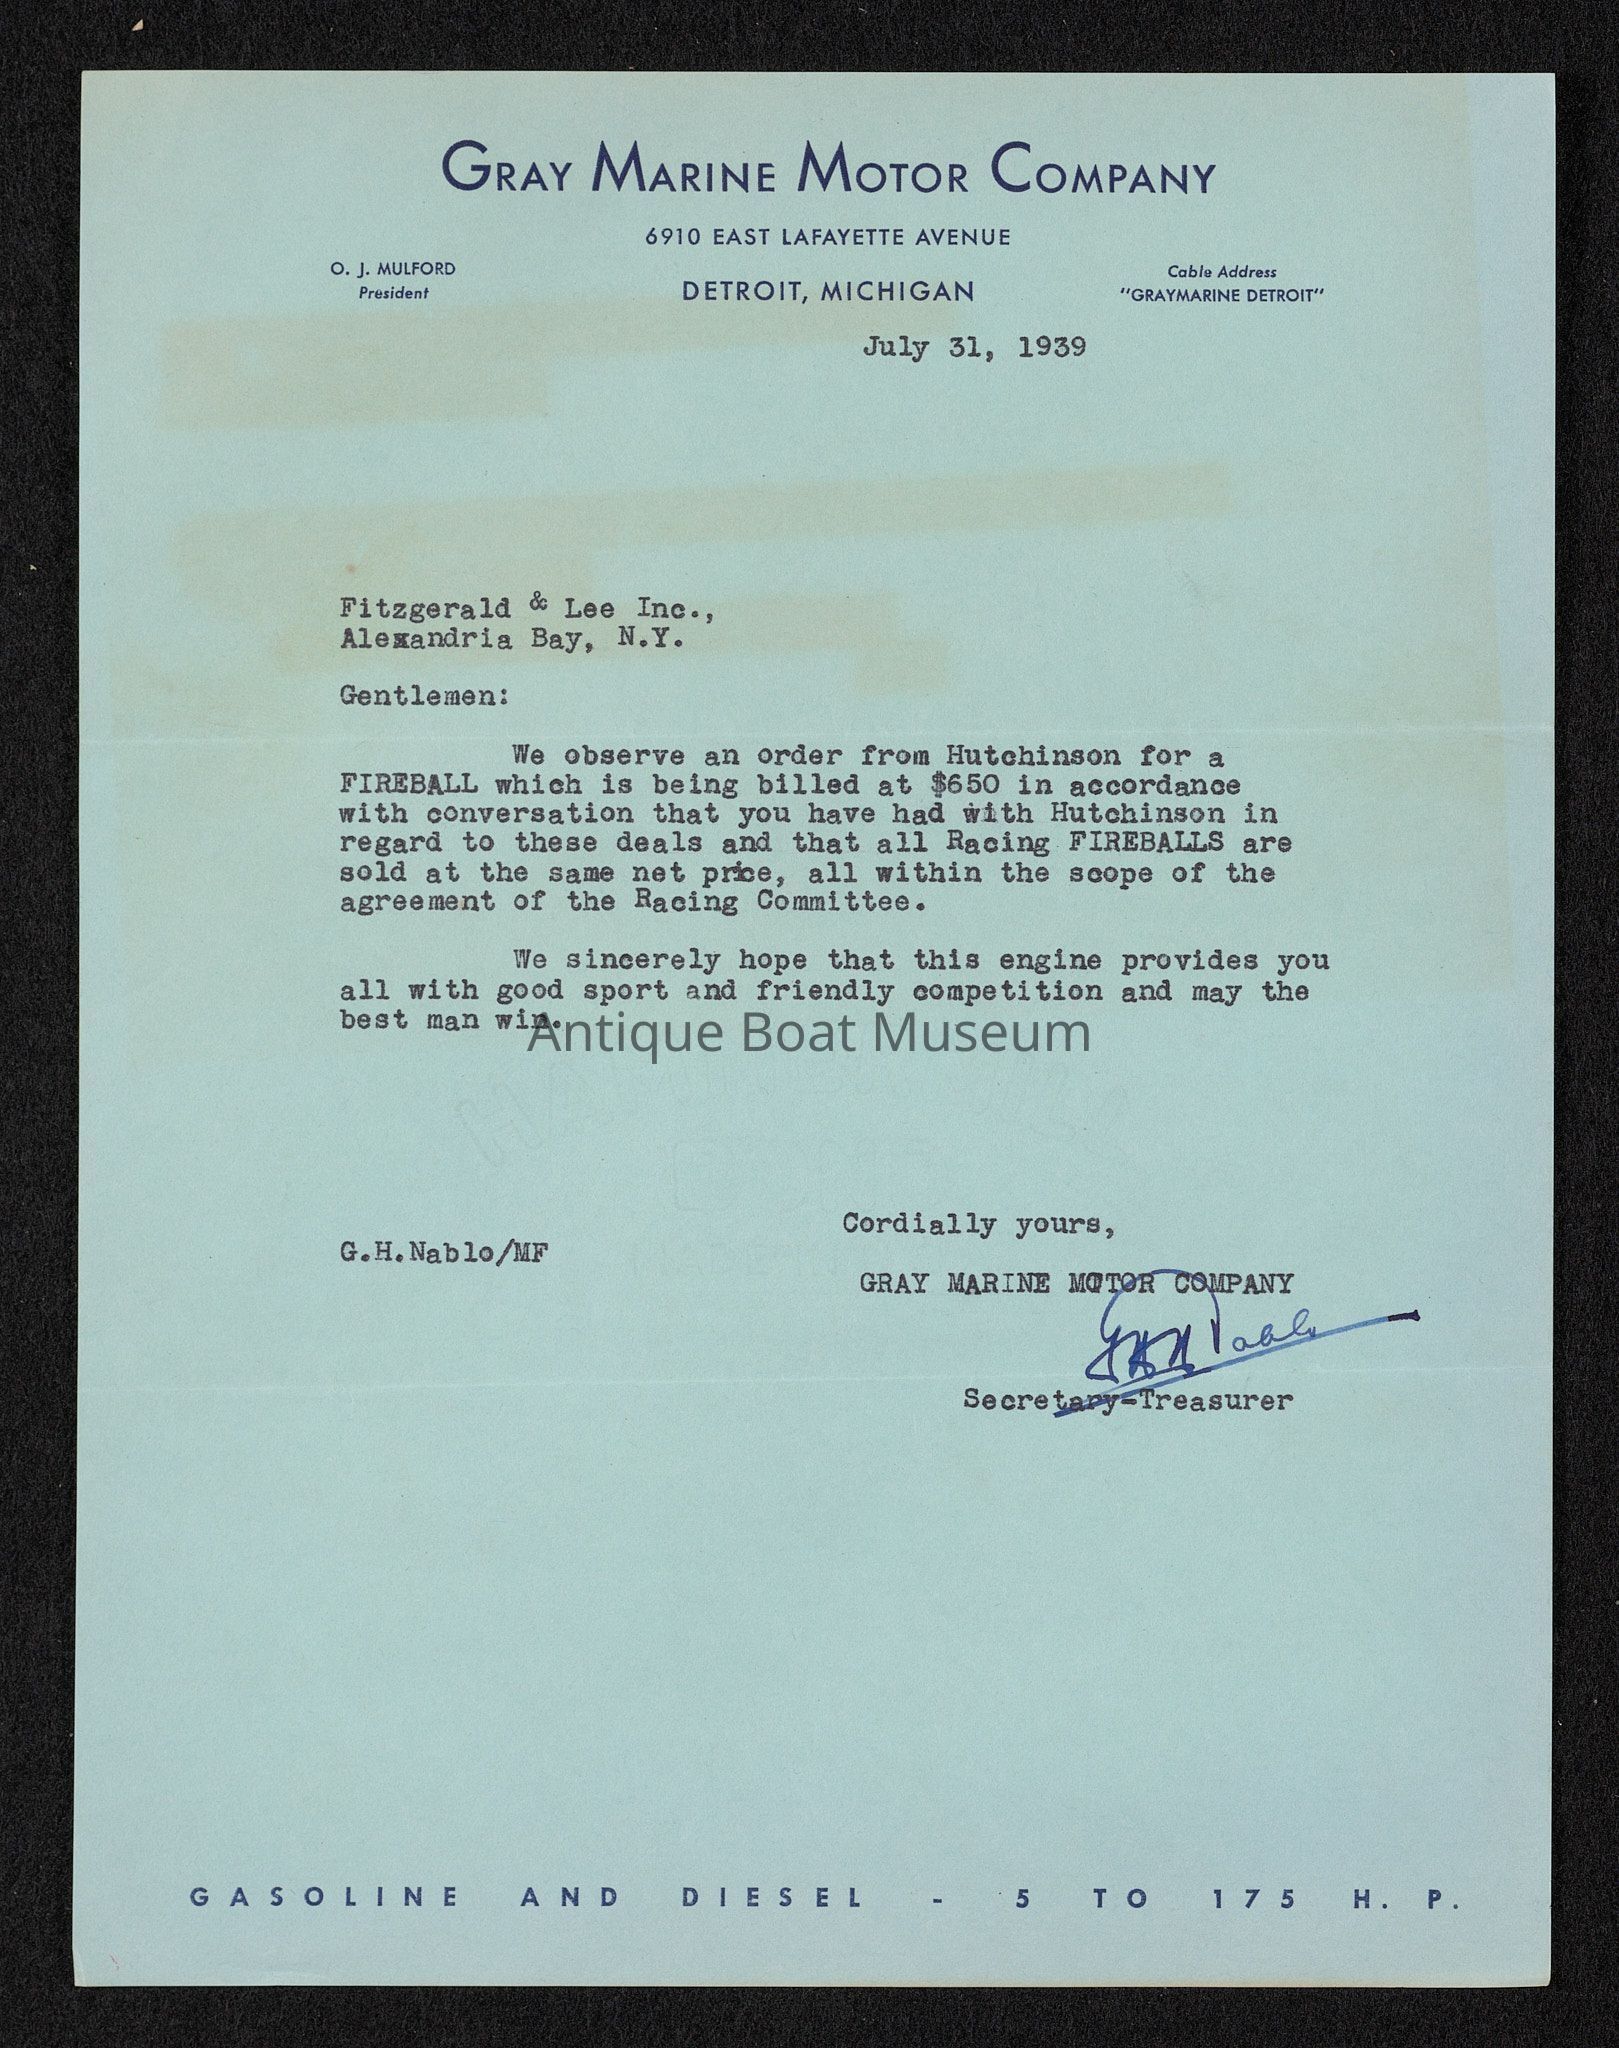 GRAY MARINE MOTOR COMPANY
6910 EAST LAFAYETTE AVENUE
O. J. MULFORD
President
DETROIT, MICHIGAN
Cable Address
"GRAYMARINE DETROIT"
July 31, 1939
Fitzgerald & Lee Inc.,
Alexandria Bay, N.Y.
Gentlemen:
We observe an order from Hutchinson for a
FIREBALL which is being billed at $650 in accordance
with conversation that you have had with Hutchinson in
regard to these deals and that all Racing FIREBALLS are
sold at the same net price, all within the scope of the
agreement of the Racing Committee.
We sincerely hope that this engine provides you
all with good sport and friendly competition and may the
best man win.
Antique Boat Museum
Cordially yours,
G.H.Nablo/MF
GRAY MARINE MOTOR COMPANY
GHNablo
Secretary-Treasurer
GASOLINE AND DIESEL - 5 TO 175 H. P.